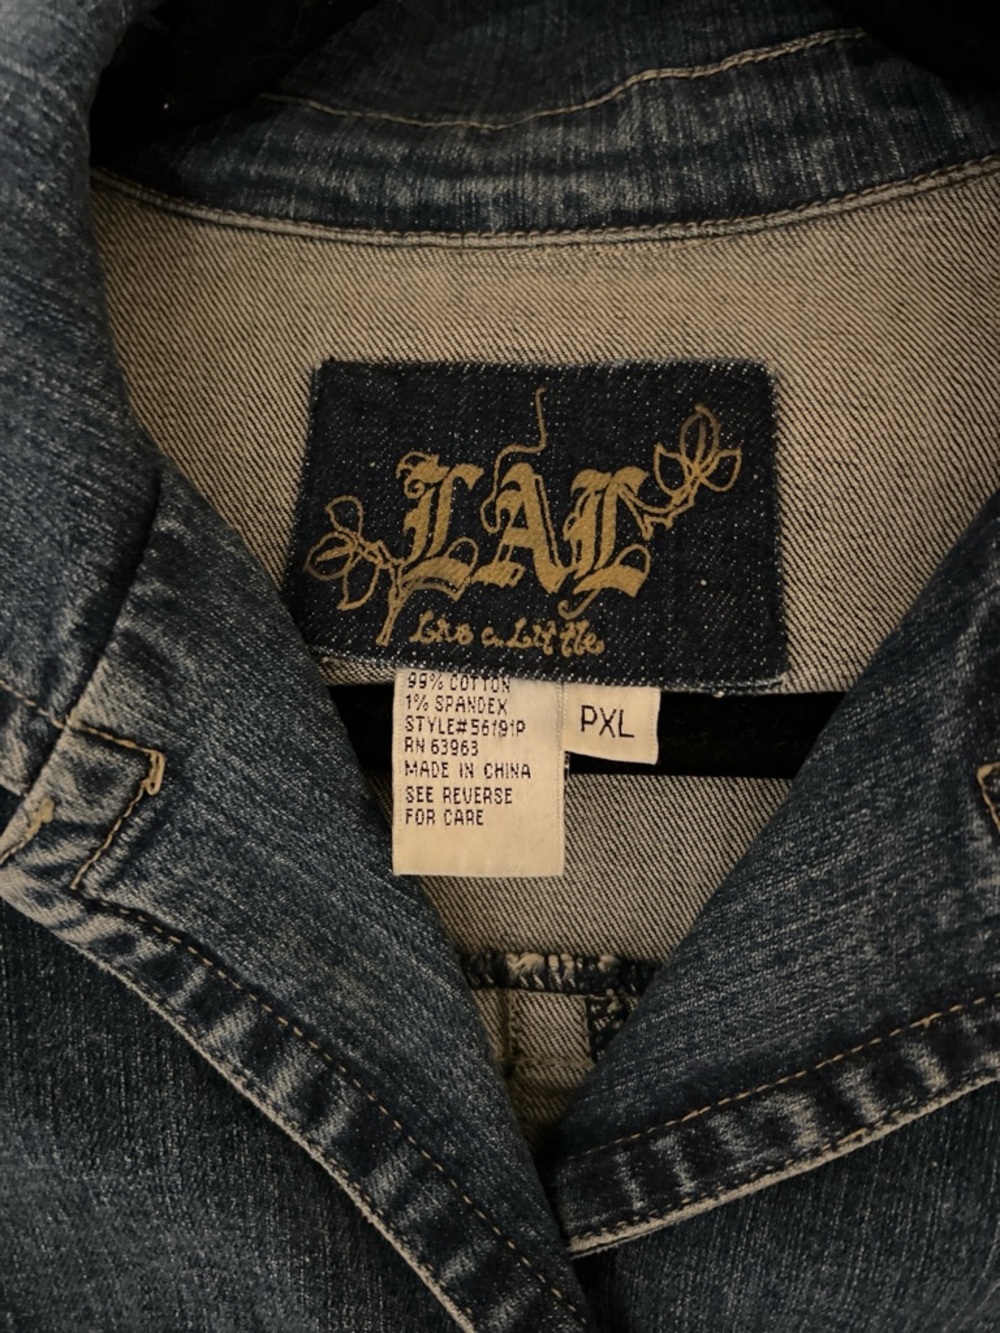 LAL
Live a Little
99% COTTON
1% SPANDEX
STYLE#56191P
RN 63963
MADE IN CHINA
SEE REVERSE
FOR CARE
PXL